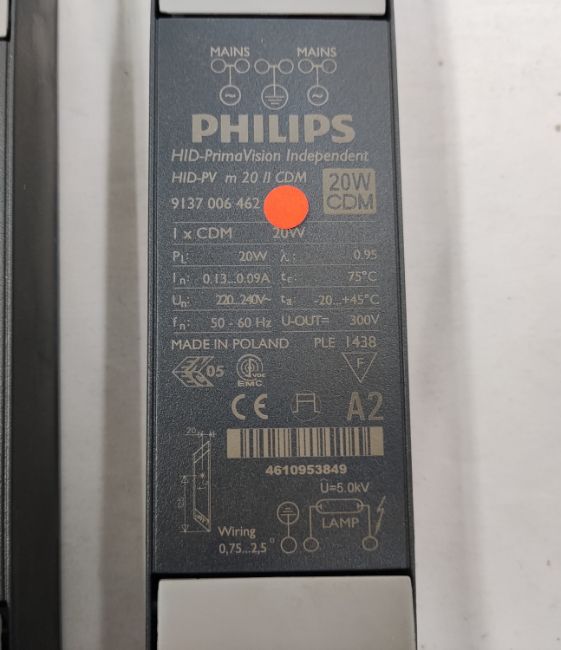 MAINS MAINS
PHILIPS
HID-PrimaVision Independent
HID-PV m 20 /I CDM
20W
CDM
9137 006 462
1 x CDM 20W
PL: 20W λ: 0.95
In: 0.13...0.09A tc: 75°C
Un: 220...240V~ ta: -20...+45°C
fn: 50 - 60 Hz U-OUT= 300V
MADE IN POLAND PLE 1438
F
05
VDE
EMC
CE A2
20
4610953849
U=5.0kV
LAMP
Wiring
0,75...2,5°